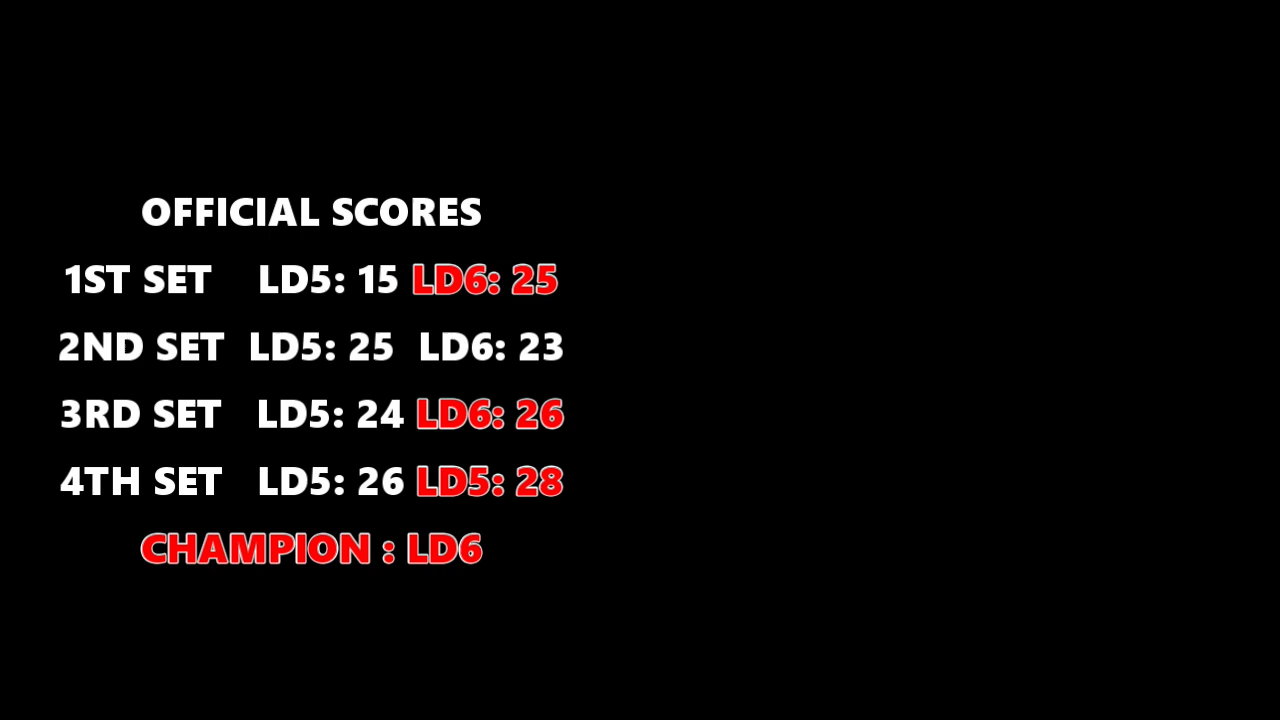 OFFICIAL SCORES
1ST SET LD5: 15 LD6: 25
2ND SET LD5: 25 LD6: 23
3RD SET LD5: 24 LD6: 26
4TH SET LD5: 26 LD5: 28
CHAMPION : LD6